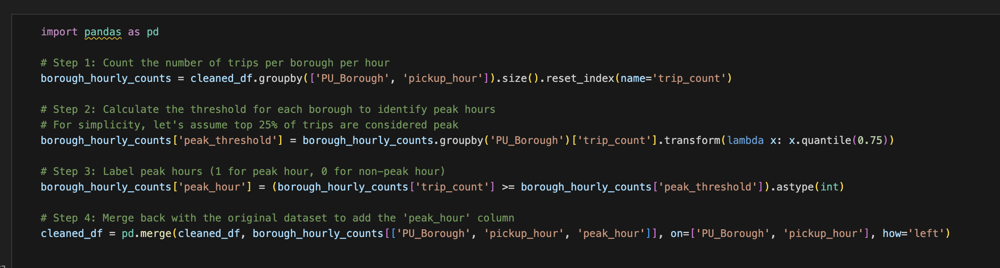 import pandas as pd
# Step 1: Count the number of trips per borough per hour
borough_hourly_counts = cleaned_df.groupby(['PU_Borough', 'pickup_hour']).size().reset_index(name='trip_count')
# Step 2: Calculate the threshold for each borough to identify peak hours
# For simplicity, let's assume top 25% of trips are considered peak
borough_hourly_counts['peak_threshold'] = borough_hourly_counts.groupby('PU_Borough')['trip_count'].transform(lambda x: x.quantile(0.75))
# Step 3: Label peak hours (1 for peak hour, 0 for non-peak hour)
borough_hourly_counts['peak_hour'] = (borough_hourly_counts['trip_count'] >= borough_hourly_counts['peak_threshold']).astype(int)
# Step 4: Merge back with the original dataset to add the 'peak_hour' column
cleaned_df = pd.merge(cleaned_df, borough_hourly_counts[['PU_Borough', 'pickup_hour', 'peak_hour']], on=['PU_Borough', 'pickup_hour'], how='left')